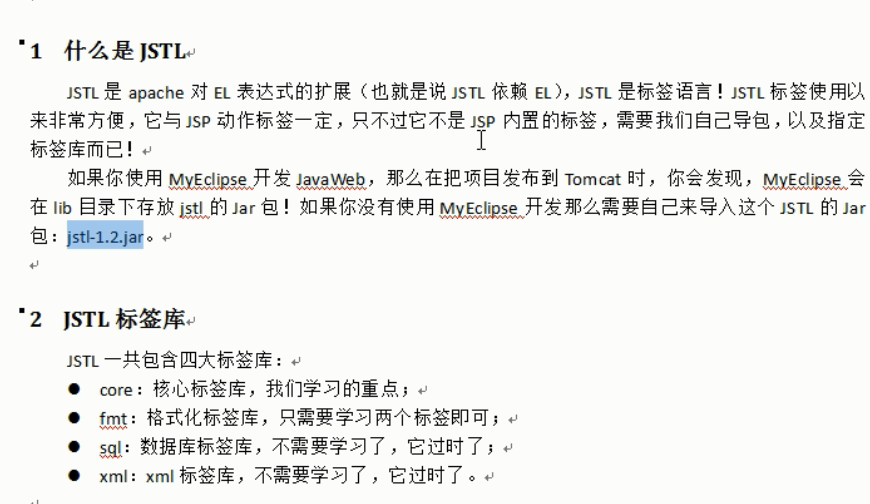 1 什么是 JSTL
JSTL 是 apache 对 EL 表达式的扩展（也就是说 JSTL 依赖 EL），JSTL 是标签语言！JSTL 标签使用以
来非常方便，它与 JSP 动作标签一定，只不过它不是 JSP 内置的标签，需要我们自己导包，以及指定
标签库而已！
如果你使用 MyEclipse 开发 JavaWeb，那么在把项目发布到 Tomcat 时，你会发现，MyEclipse 会
在 lib 目录下存放 jstl 的 Jar 包！如果你没有使用 MyEclipse 开发那么需要自己来导入这个 JSTL 的 Jar
包：jstl-1.2.jar。
2 JSTL 标签库
JSTL 一共包含四大标签库：
● core：核心标签库，我们学习的重点；
● fmt：格式化标签库，只需要学习两个标签即可；
● sql：数据库标签库，不需要学习了，它过时了；
● xml：xml 标签库，不需要学习了，它过时了。